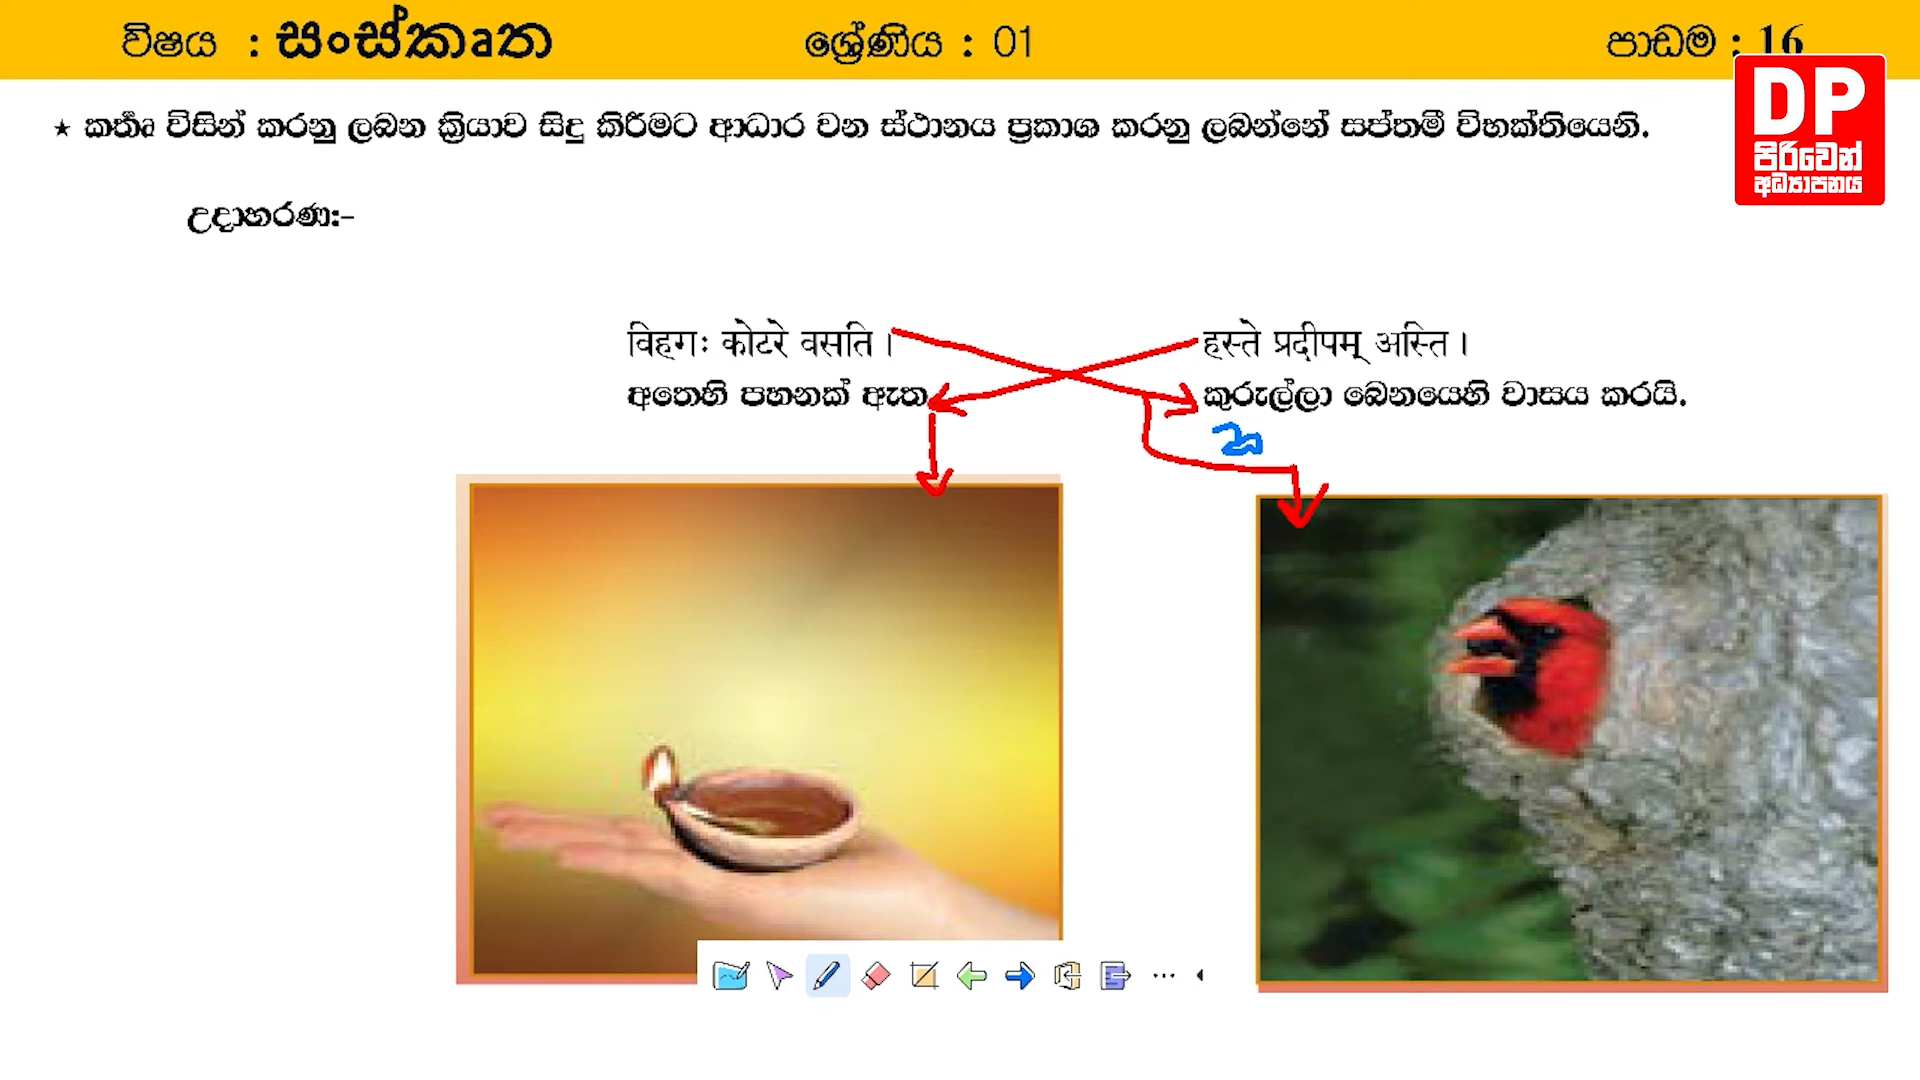 විෂය : සංස්කෘත ශ්‍රේණිය : 01 පාඩම : 16
DP
පිරිවෙන්
අධ්‍යාපනය
★ කර්තෘ විසින් කරනු ලබන ක්‍රියාව සිදු කිරීමට ආධාර වන ස්ථානය ප්‍රකාශ කරනු ලබන්නේ සප්තමී විභක්තියෙනි.
උදාහරණ:-
विहगः कोटरे वसति । हस्ते प्रदीपम् अस्ति ।
අතෙහි පහනක් ඇත කුරුල්ලා බෙනයෙහි වාසය කරයි.